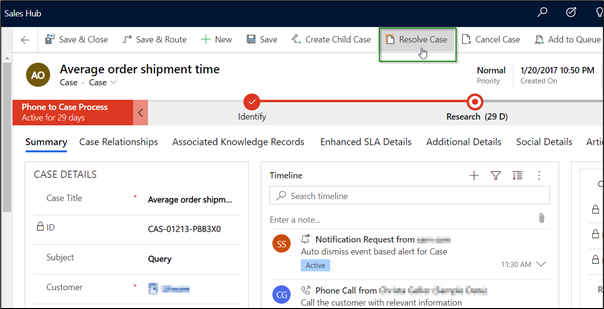 Sales Hub
Save & Close Save & Route New Save Create Child Case Resolve Case Cancel Case Add to Queue
AO
Average order shipment time
Case · Case
Normal
Priority
1/20/2017 10:50 PM
Created On
Phone to Case Process
Active for 29 days
Identify
Research (29 D)
Summary Case Relationships Associated Knowledge Records Enhanced SLA Details Additional Details Social Details Artic
CASE DETAILS
Case Title * Average order shipm...
ID CAS-01213-P8B3X0
Subject Query
Customer *
Timeline
Search timeline
Enter a note...
SS
Notification Request from
Auto dismiss event based alert for Case
Active
11:30 AM
CG
Phone Call from
Call the customer with relevant information
C
R